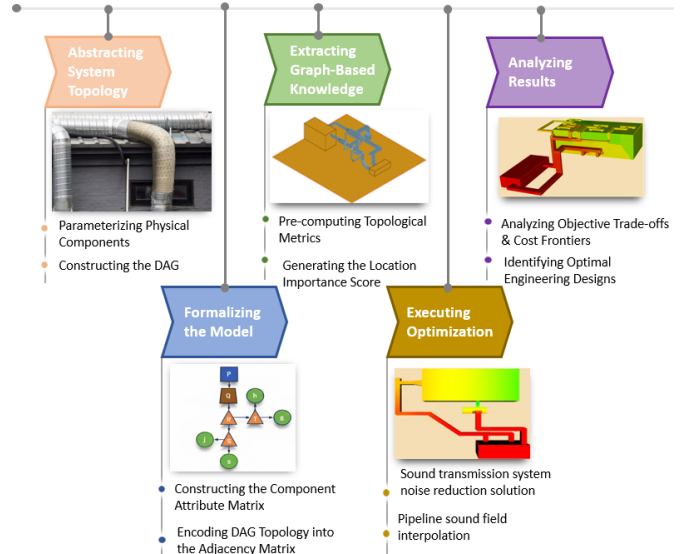 Abstracting
System
Topology
Parameterizing Physical
Components
Constructing the DAG
Formalizing
the Model
P
Q
h
g
j
a
Constructing the Component
Attribute Matrix
Encoding DAG Topology into
the Adjacency Matrix
Extracting
Graph-Based
Knowledge
Pre-computing Topological
Metrics
Generating the Location
Importance Score
Executing
Optimization
Sound transmission system
noise reduction solution
Pipeline sound field
interpolation
Analyzing
Results
Analyzing Objective Trade-offs
& Cost Frontiers
Identifying Optimal
Engineering Designs